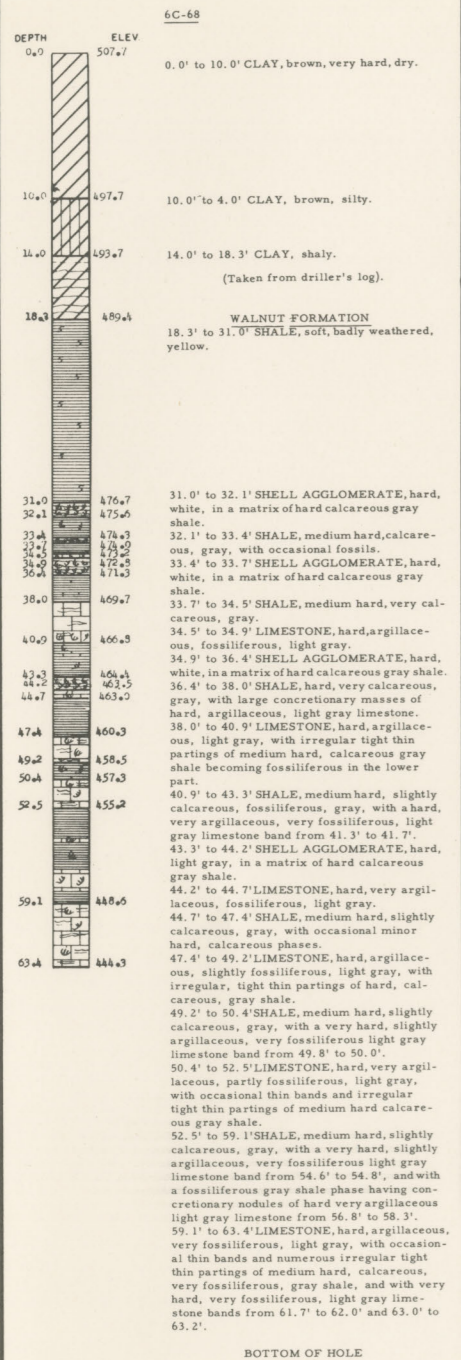 6C-68
DEPTH ELEV
0.0 507.7
0.0' to 10.0' CLAY, brown, very hard, dry.
10.0 497.7
10.0' to 4.0' CLAY, brown, silty.
14.0 493.7
14.0' to 18.3' CLAY, shaly.
(Taken from driller's log).
18.3 489.4
WALNUT FORMATION
18.3' to 31.0' SHALE, soft, badly weathered,
yellow.
31.0 476.7
32.1 475.6
33.4 474.3
33.7 474.0
34.5 473.2
34.9 472.8
36.4 471.3
38.0 469.7
40.9 466.8
43.3 464.4
44.2 463.5
44.7 463.0
47.4 460.3
49.2 458.5
50.4 457.3
52.5 455.2
59.1 448.6
63.4 444.3
31.0' to 32.1' SHELL AGGLOMERATE, hard,
white, in a matrix of hard calcareous gray
shale.
32.1' to 33.4' SHALE, medium hard, calcare-
ous, gray, with occasional fossils.
33.4' to 33.7' SHELL AGGLOMERATE, hard,
white, in a matrix of hard calcareous gray
shale.
33.7' to 34.5' SHALE, medium hard, very cal-
careous, gray.
34.5' to 34.9' LIMESTONE, hard, argillace-
ous, fossiliferous, light gray.
34.9' to 36.4' SHELL AGGLOMERATE, hard,
white, in a matrix of hard calcareous gray shale.
36.4' to 38.0' SHALE, hard, very calcareous,
gray, with large concretionary masses of
hard, argillaceous, light gray limestone.
38.0' to 40.9' LIMESTONE, hard, argillace-
ous, light gray, with irregular tight thin
partings of medium hard, calcareous gray
shale becoming fossiliferous in the lower
part.
40.9' to 43.3' SHALE, medium hard, slightly
calcareous, fossiliferous, gray, with a hard,
very argillaceous, very fossiliferous, light
gray limestone band from 41.3' to 41.7'.
43.3' to 44.2' SHELL AGGLOMERATE, hard,
light gray, in a matrix of hard calcareous
gray shale.
44.2' to 44.7' LIMESTONE, hard, very argil-
laceous, fossiliferous, light gray.
44.7' to 47.4' SHALE, medium hard, slightly
calcareous, gray, with occasional minor
hard, calcareous phases.
47.4' to 49.2' LIMESTONE, hard, argillace-
ous, slightly fossiliferous, light gray, with
irregular, tight thin partings of hard, cal-
careous, gray shale.
49.2' to 50.4' SHALE, medium hard, slightly
calcareous, gray, with a very hard, slightly
argillaceous, very fossiliferous light gray
limestone band from 49.8' to 50.0'.
50.4' to 52.5' LIMESTONE, hard, very argil-
laceous, partly fossiliferous, light gray,
with occasional thin bands and irregular
tight thin partings of medium hard calcare-
ous gray shale.
52.5' to 59.1' SHALE, medium hard, slightly
calcareous, gray, with a very hard, slightly
argillaceous, very fossiliferous light gray
limestone band from 54.6' to 54.8', and with
a fossiliferous gray shale phase having con-
cretionary nodules of hard very argillaceous
light gray limestone from 56.8' to 58.3'.
59.1' to 63.4' LIMESTONE, hard, argillaceous,
very fossiliferous, light gray, with occasion-
al thin bands and numerous irregular tight
thin partings of medium hard, calcareous,
very fossiliferous, gray shale, and with very
hard, very fossiliferous, light gray lime-
stone bands from 61.7' to 62.0' and 63.0' to
63.2'.
BOTTOM OF HOLE